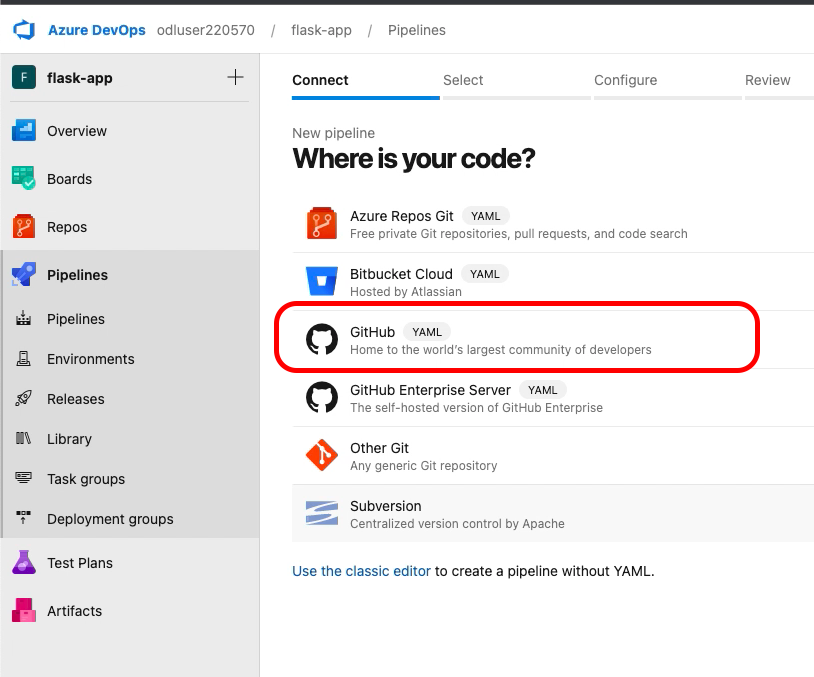 Azure DevOps odluser220570 / flask-app / Pipelines
F flask-app
Overview
Boards
Repos
Pipelines
Pipelines
Environments
Releases
Library
Task groups
Deployment groups
Test Plans
Artifacts
Connect Select Configure Review
New pipeline
Where is your code?
Azure Repos Git YAML
Free private Git repositories, pull requests, and code search
Bitbucket Cloud YAML
Hosted by Atlassian
GitHub YAML
Home to the world's largest community of developers
GitHub Enterprise Server YAML
The self-hosted version of GitHub Enterprise
Other Git
Any generic Git repository
Subversion
Centralized version control by Apache
Use the classic editor to create a pipeline without YAML.